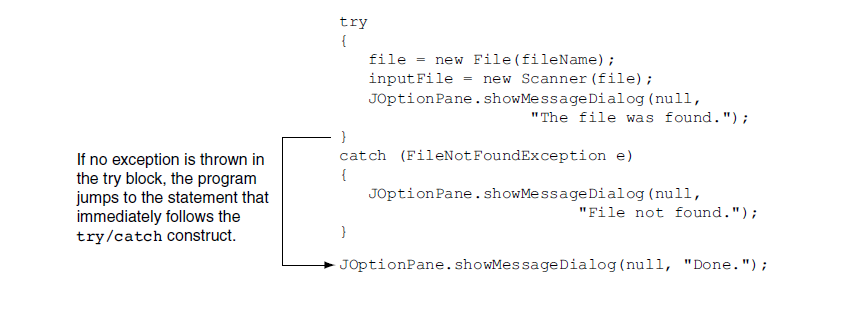 try
{
file = new File(fileName);
inputFile = new Scanner(file);
JOptionPane.showMessageDialog(null,
"The file was found.");
}
catch (FileNotFoundException e)
{
JOptionPane.showMessageDialog(null,
"File not found.");
}
JOptionPane.showMessageDialog(null, "Done.");
If no exception is thrown in
the try block, the program
jumps to the statement that
immediately follows the
try/catch construct.